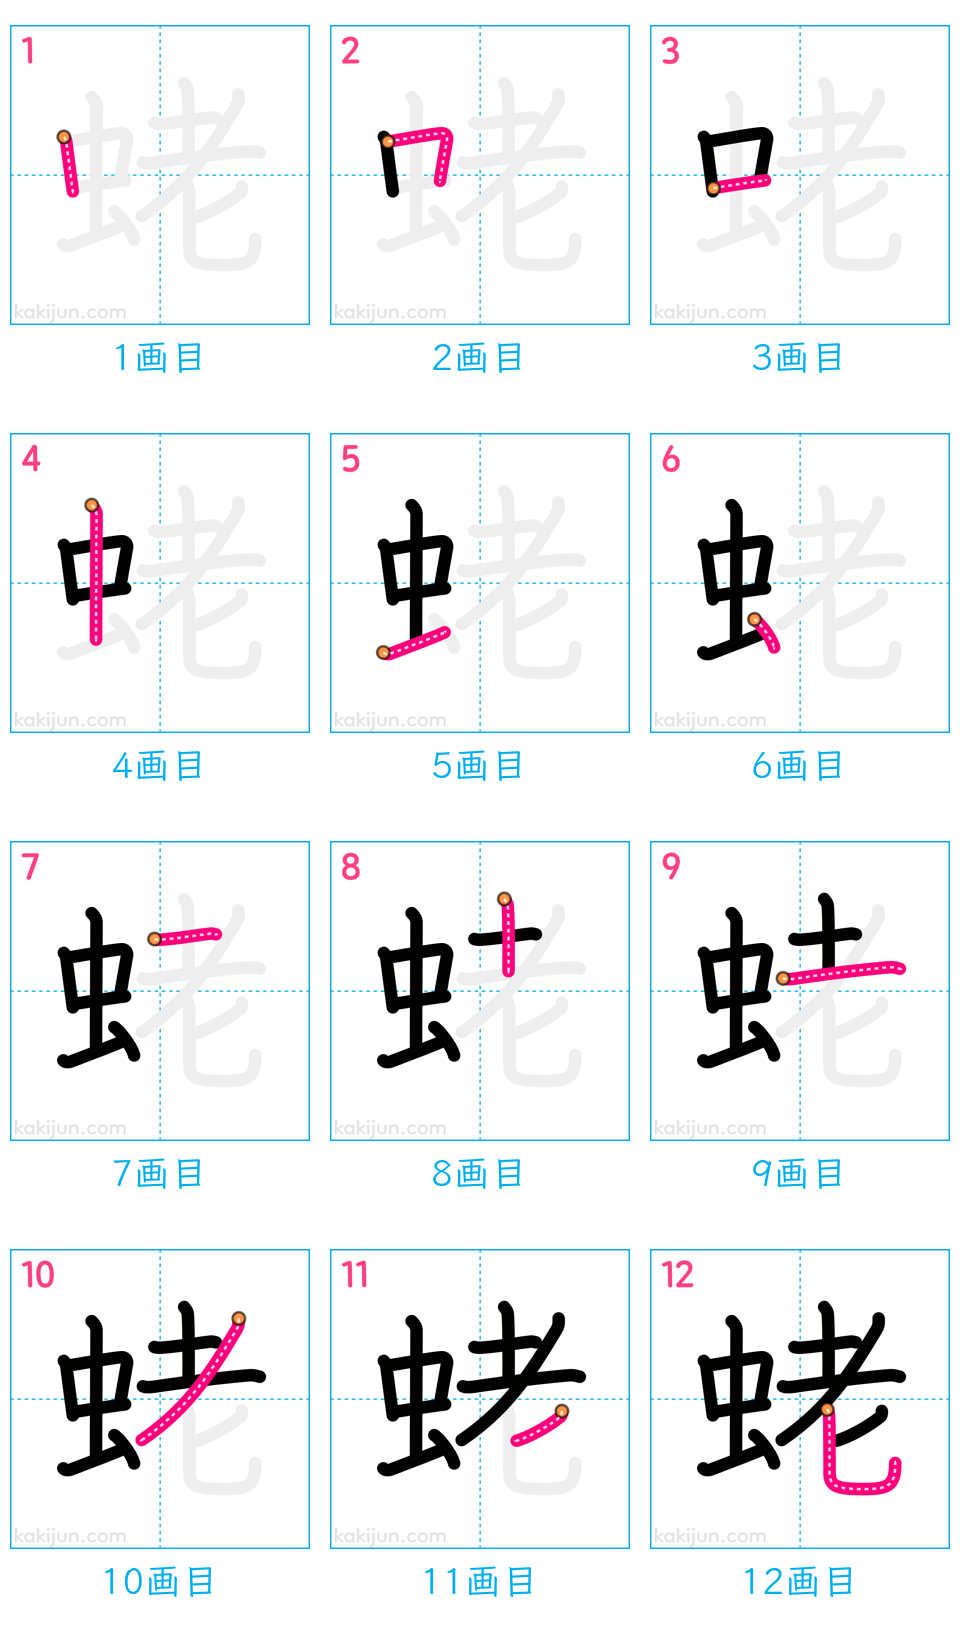 1 2 3
kakijun.com kakijun.com kakijun.com
1画目 2画目 3画目
4 5 6
kakijun.com kakijun.com kakijun.com
4画目 5画目 6画目
7 8 9
蛯 kakijun.com kakijun.com kakijun.com
7画目 8画目 9画目
10 11 12
蛯
kakijun.com kakijun.com kakijun.com
10画目 11画目 12画目